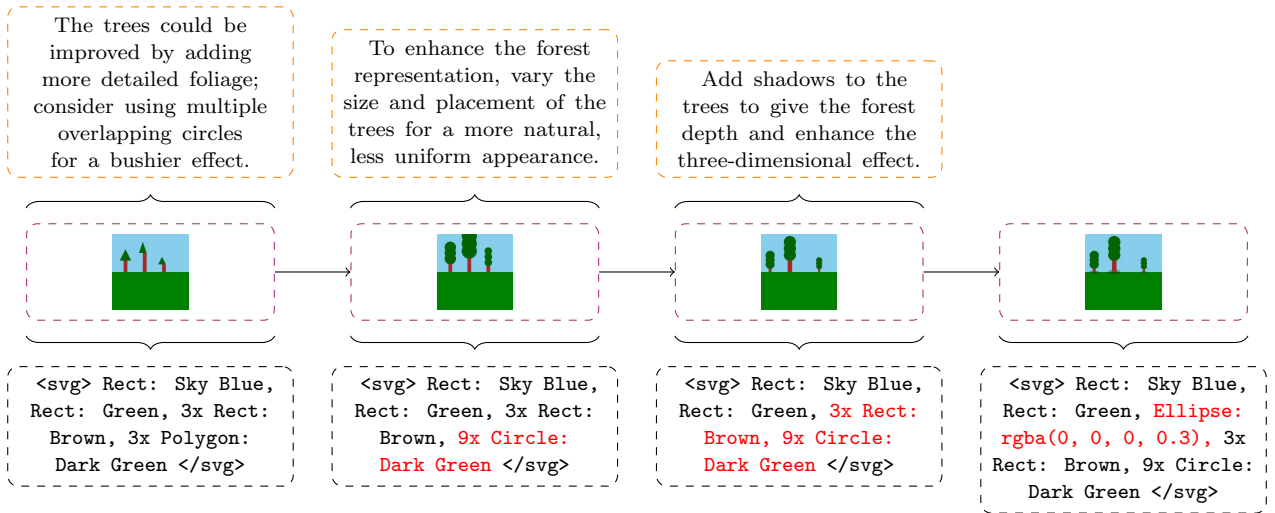 The trees could be
improved by adding
more detailed foliage;
consider using multiple
overlapping circles
for a bushier effect.
To enhance the forest
representation, vary the
size and placement of the
trees for a more natural,
less uniform appearance.
Add shadows to the
trees to give the forest
depth and enhance the
three-dimensional effect.
<svg> Rect: Sky Blue,
Rect: Green, 3x Rect:
Brown, 3x Polygon:
Dark Green </svg>
<svg> Rect: Sky Blue,
Rect: Green, 3x Rect:
Brown, 9x Circle:
Dark Green </svg>
<svg> Rect: Sky Blue,
Rect: Green, 3x Rect:
Brown, 9x Circle:
Dark Green </svg>
<svg> Rect: Sky Blue,
Rect: Green, Ellipse:
rgba(0, 0, 0, 0.3), 3x
Rect: Brown, 9x Circle:
Dark Green </svg>